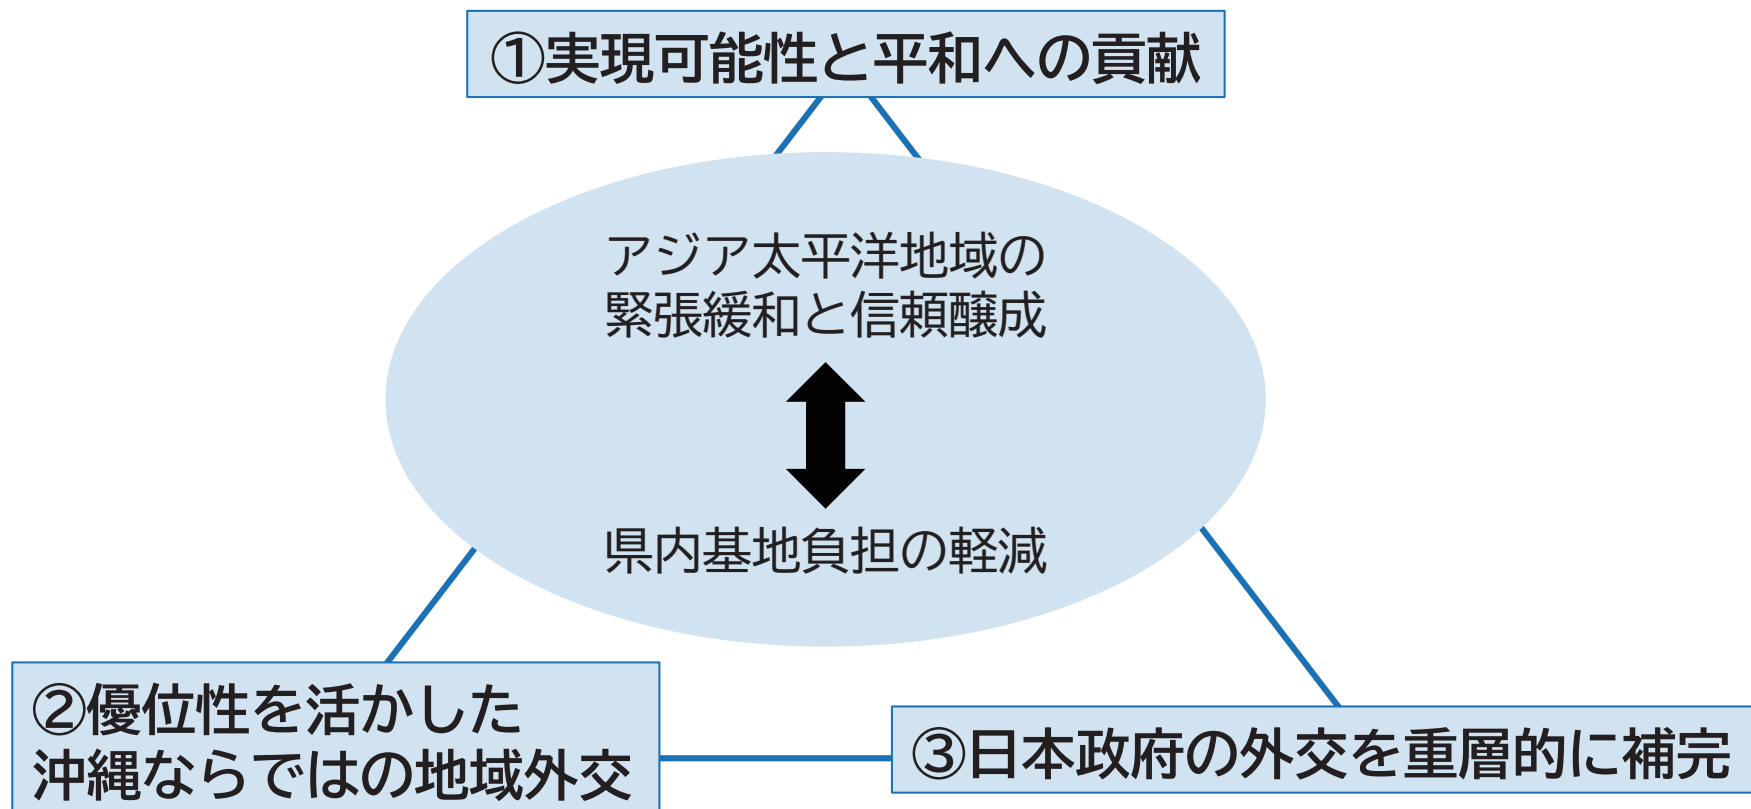 ①実現可能性と平和への貢献
アジア太平洋地域の
緊張緩和と信頼醸成
県内基地負担の軽減
②優位性を活かした
沖縄ならではの地域外交
③日本政府の外交を重層的に補完